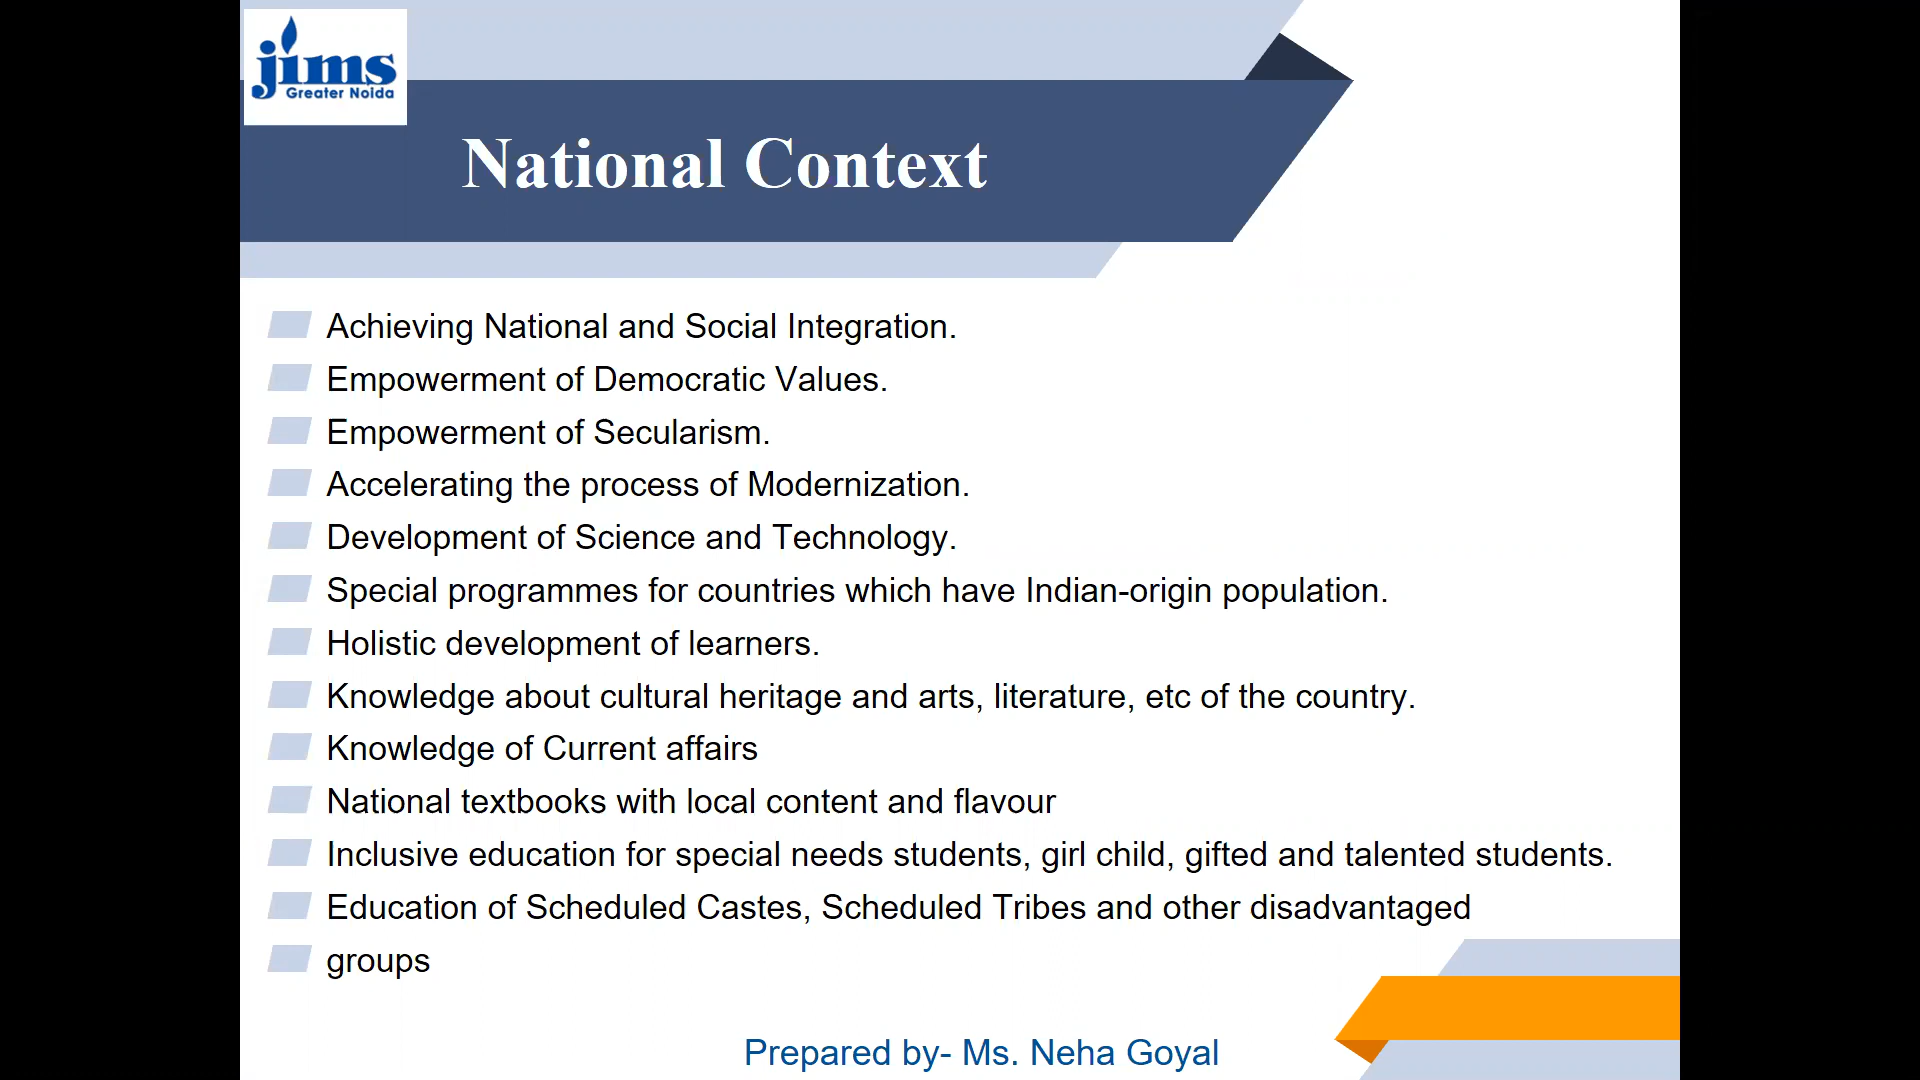 jims
Greater Noida
National Context
Achieving National and Social Integration.
Empowerment of Democratic Values.
Empowerment of Secularism.
Accelerating the process of Modernization.
Development of Science and Technology.
Special programmes for countries which have Indian-origin population.
Holistic development of learners.
Knowledge about cultural heritage and arts, literature, etc of the country.
Knowledge of Current affairs
National textbooks with local content and flavour
Inclusive education for special needs students, girl child, gifted and talented students.
Education of Scheduled Castes, Scheduled Tribes and other disadvantaged
groups
Prepared by- Ms. Neha Goyal